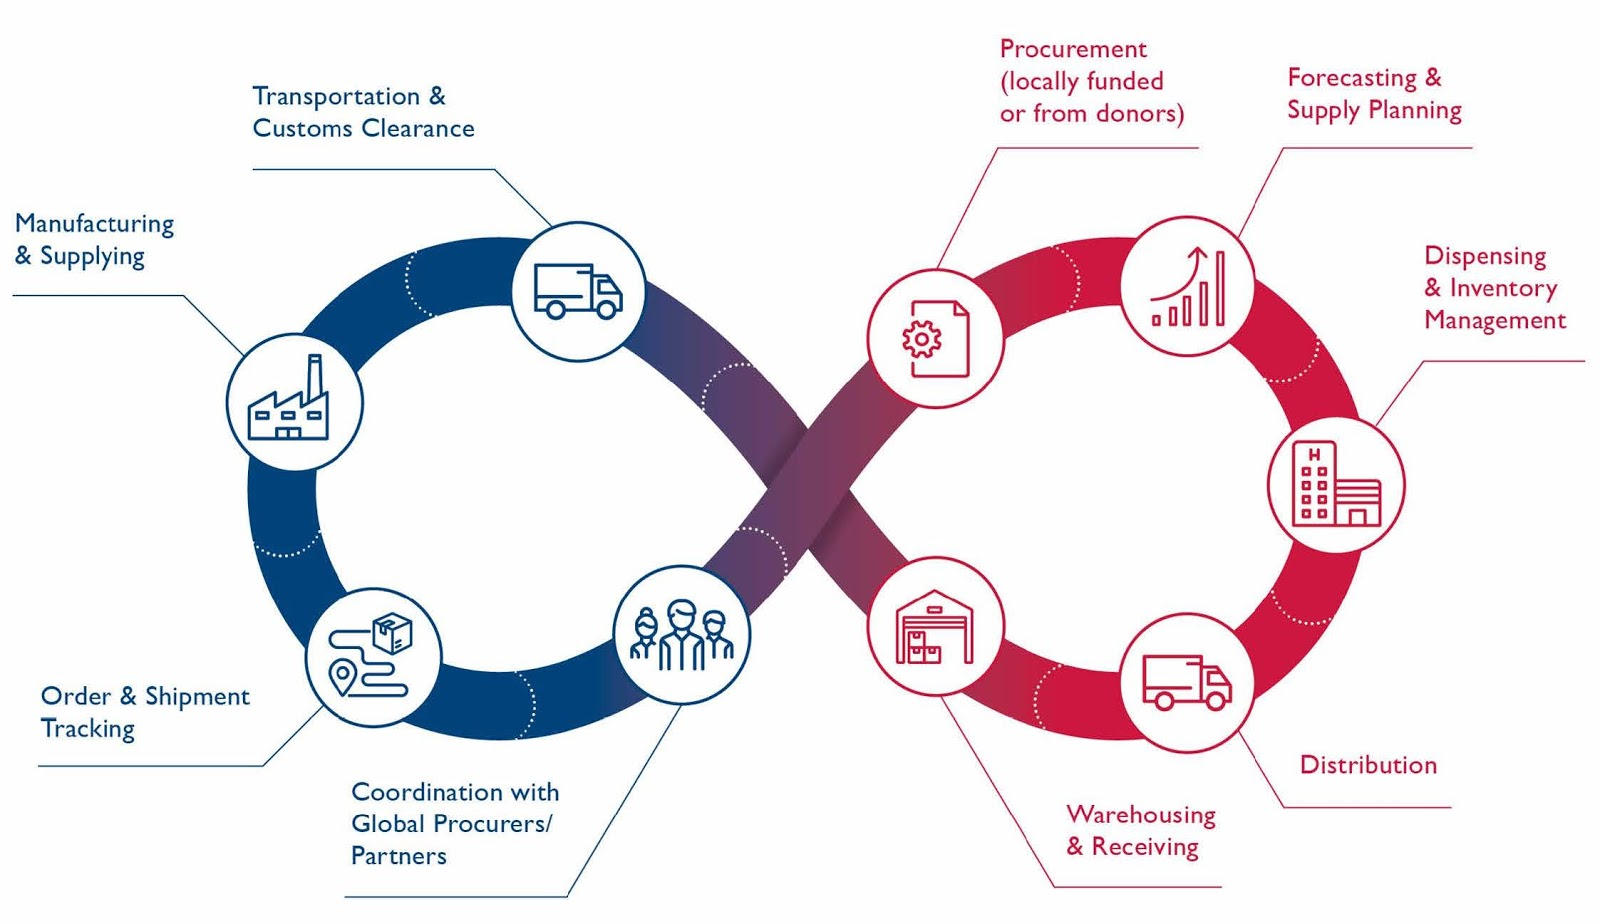 Transportation &
Customs Clearance
Manufacturing
& Supplying
Order & Shipment
Tracking
Coordination with
Global Procurers/
Partners
Procurement
(locally funded
or from donors)
Forecasting &
Supply Planning
Dispensing
& Inventory
Management
H
Distribution
Warehousing
& Receiving